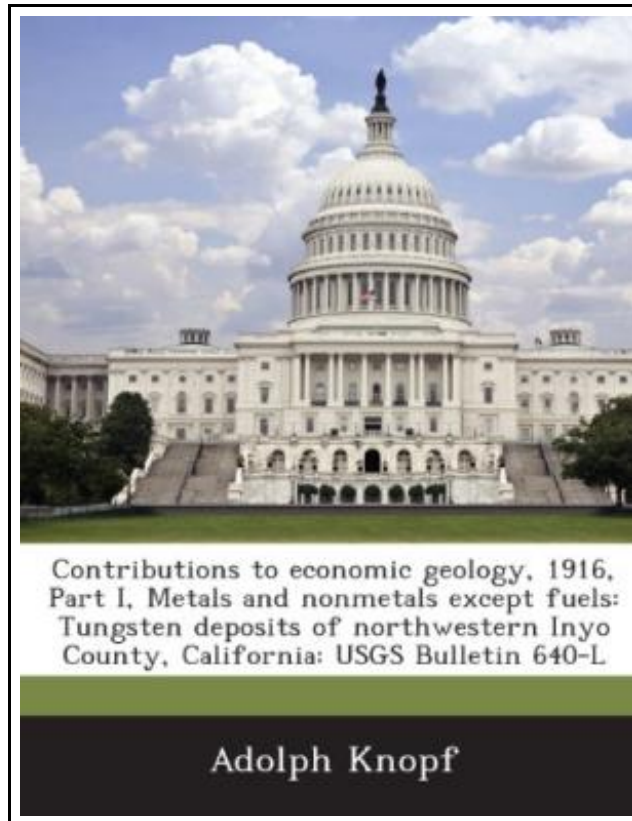 Contributions to economic geology, 1916,
Part I, Metals and nonmetals except fuels:
Tungsten deposits of northwestern Inyo
County, California: USGS Bulletin 640-L
Adolph Knopf